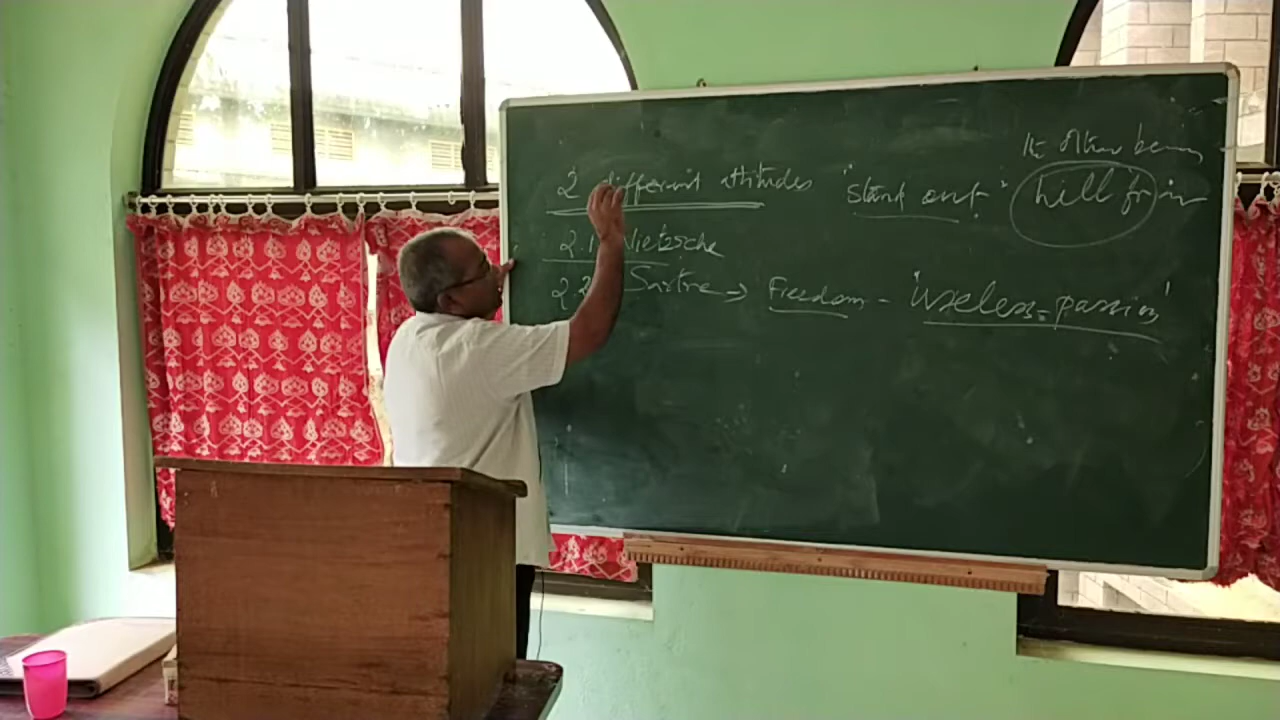 the Other being
2 different attitudes "stand out" hell for in
2.1 Nietzsche
2.2 Sartre → Freedom - "useless-passion"